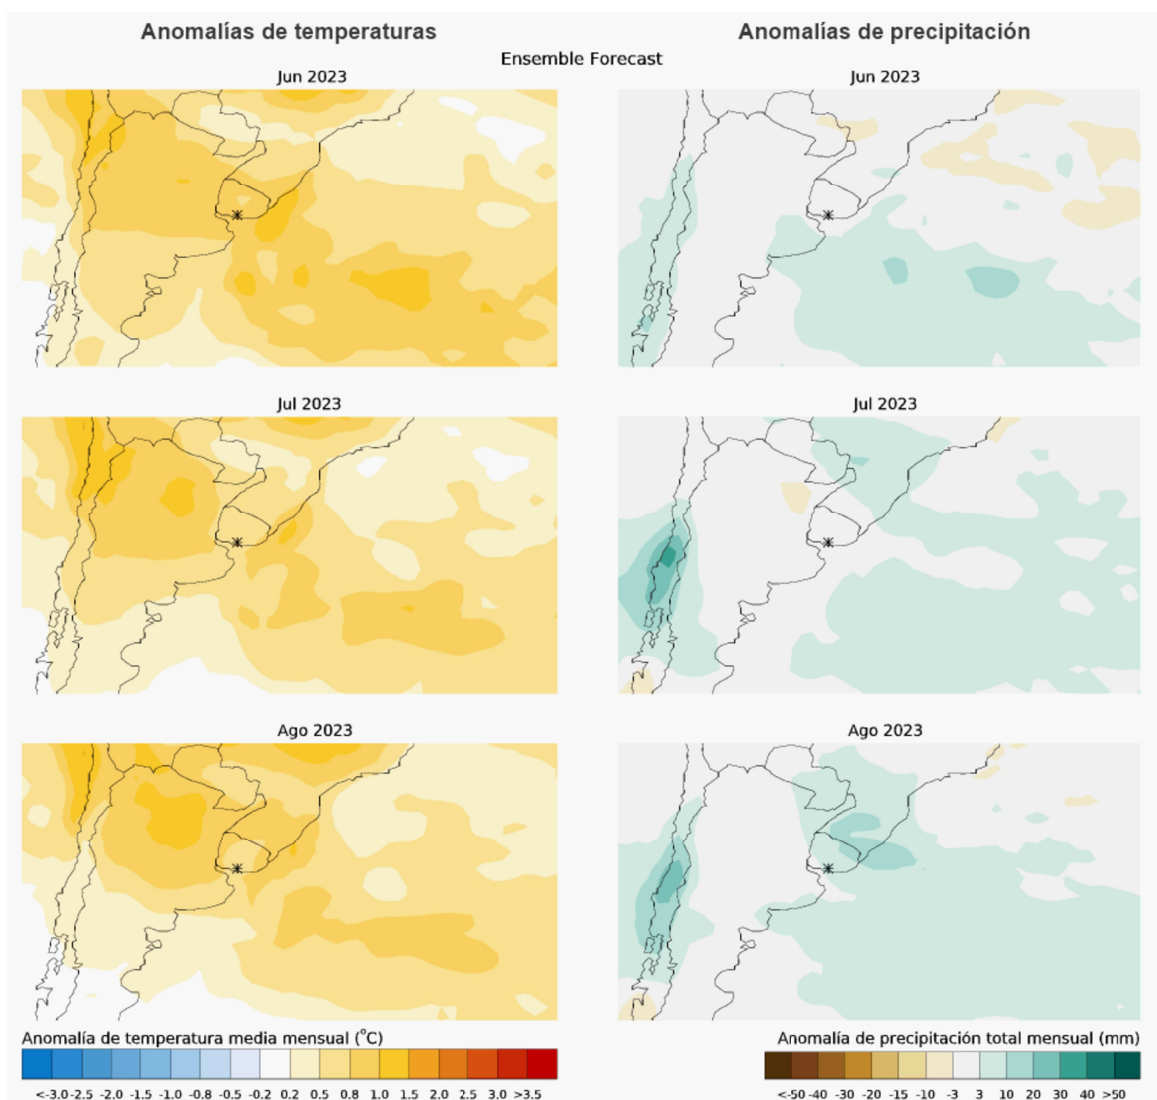 Anomalías de temperaturas
Anomalías de precipitación
Ensemble Forecast
Jun 2023
Jun 2023
Jul 2023
Jul 2023
Ago 2023
Ago 2023
Anomalía de temperatura media mensual (°C)
<-3.0 -2.5 -2.0 -1.5 -1.0 -0.8 -0.5 -0.2 0.2 0.5 0.8 1.0 1.5 2.0 2.5 3.0 >3.5
Anomalía de precipitación total mensual (mm)
<-50 -40 -30 -20 -15 -10 -3 3 10 20 30 40 >50